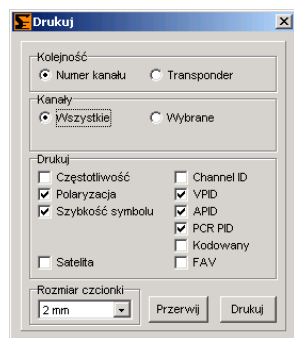 Drukuj
Kolejność
Numer kanału Transponder
Kanały
Wszystkie Wybrane
Drukuj
Częstotliwość Channel ID
Polaryzacja VPID
Szybkość symbolu APID
PCR PID
Kodowany
Satelita FAV
Rozmiar czcionki
2 mm Przerwij Drukuj